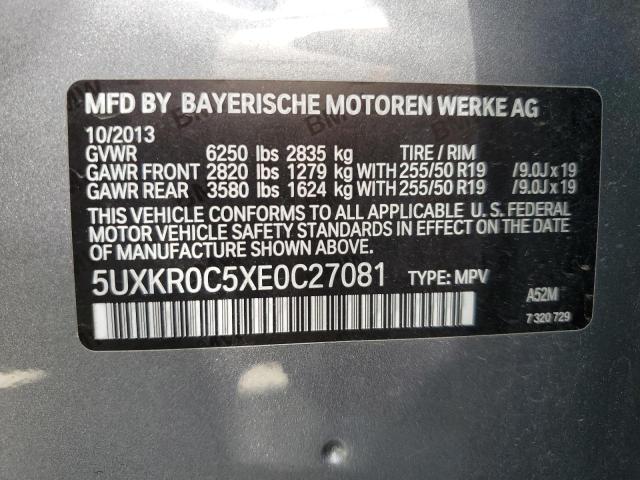 MFD BY BAYERISCHE MOTOREN WERKE AG
10/2013
GVWR 6250 lbs 2835 kg TIRE / RIM
GAWR FRONT 2820 lbs 1279 kg WITH 255/50 R19 /9.0J x 19
GAWR REAR 3580 lbs 1624 kg WITH 255/50 R19 /9.0J x 19
THIS VEHICLE CONFORMS TO ALL APPLICABLE U. S. FEDERAL
MOTOR VEHICLE SAFETY STANDARDS IN EFFECT ON THE DATE
OF MANUFACTURE SHOWN ABOVE.
5UXKR0C5XE0C27081 TYPE: MPV
A52M
7 320 729